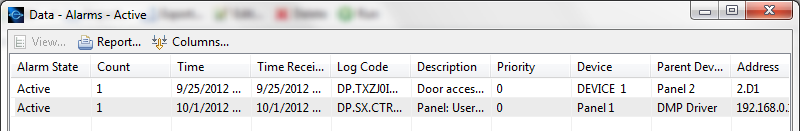 Data - Alarms - Active
View... Report... Columns...
Alarm State Count Time Time Recei... Log Code Description Priority Device Parent Dev... Address
Active 1 9/25/2012 ... 9/25/2012 ... DP.TXZJ0I... Door acces... 0 DEVICE 1 Panel 2 2.D1
Active 1 10/1/2012 ... 10/1/2012 ... DP.SX.CTR... Panel: User... 0 Panel 1 DMP Driver 192.168.0.